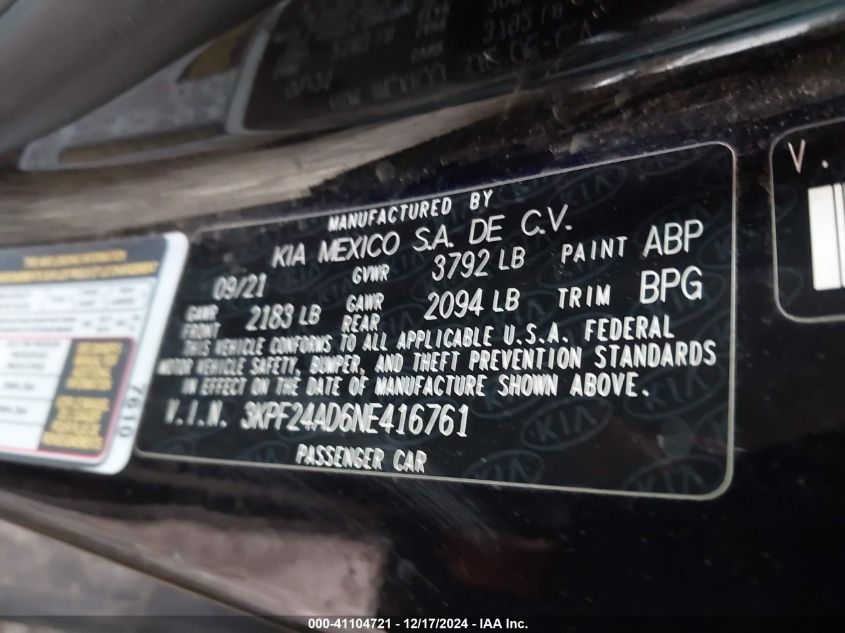 MANUFACTURED BY
KIA MEXICO S.A. DE C.V.
09/21 GVWR 3792 LB PAINT ABP
GAWR FRONT 2183 LB GAWR REAR 2094 LB TRIM BPG
THIS VEHICLE CONFORMS TO ALL APPLICABLE U.S.A. FEDERAL
MOTOR VEHICLE SAFETY, BUMPER, AND THEFT PREVENTION STANDARDS
IN EFFECT ON THE DATE OF MANUFACTURE SHOWN ABOVE.
V.I.N. 3KPF24AD6NE416761
PASSENGER CAR
7610
V.
000-41104721 - 12/17/2024 - IAA Inc.